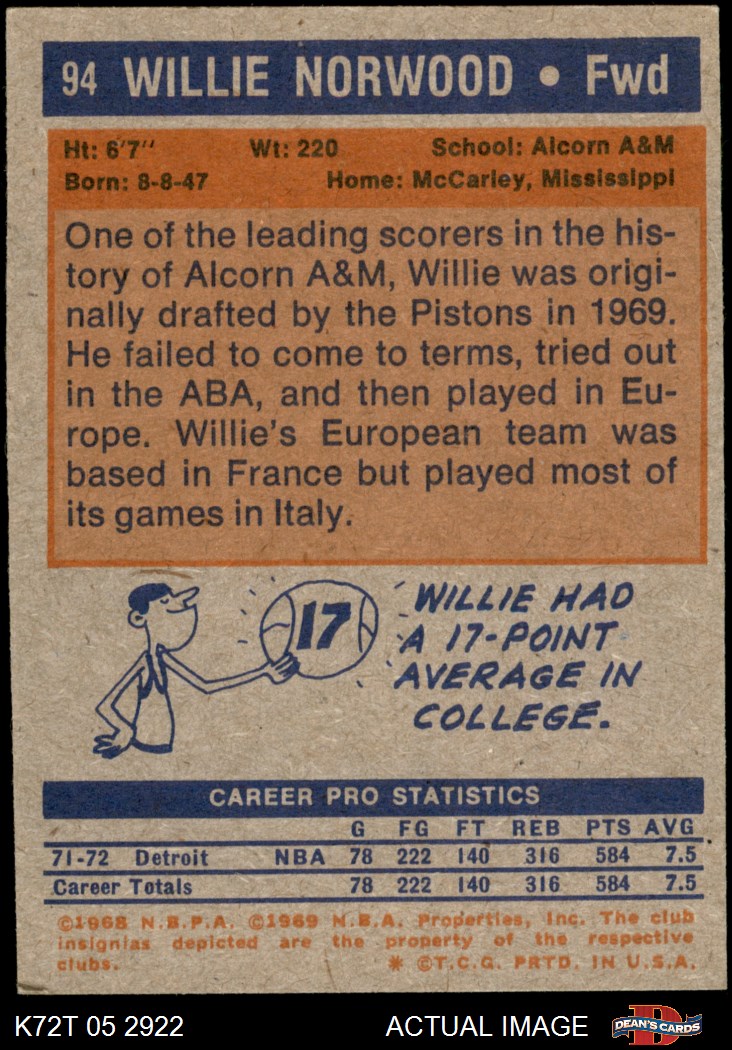 94 WILLIE NORWOOD • Fwd
Ht: 6'7" Wt: 220 School: Alcorn A&M
Born: 8-8-47 Home: McCarley, Mississippi
One of the leading scorers in the his-
tory of Alcorn A&M, Willie was origi-
nally drafted by the Pistons in 1969.
He failed to come to terms, tried out
in the ABA, and then played in Eu-
rope. Willie's European team was
based in France but played most of
its games in Italy.
17
WILLIE HAD
A 17-POINT
AVERAGE IN
COLLEGE.
CAREER PRO STATISTICS
G FG FT REB PTS AVG
71-72 Detroit NBA 78 222 140 316 584 7.5
Career Totals 78 222 140 316 584 7.5
©1968 N.B.P.A. ©1969 N.B.A. Properties, Inc. The club
insignias depicted are the property of the respective
clubs. * ©T.C.G. PRTD. IN U.S.A.
K72T 05 2922 ACTUAL IMAGE D DEAN'S CARDS